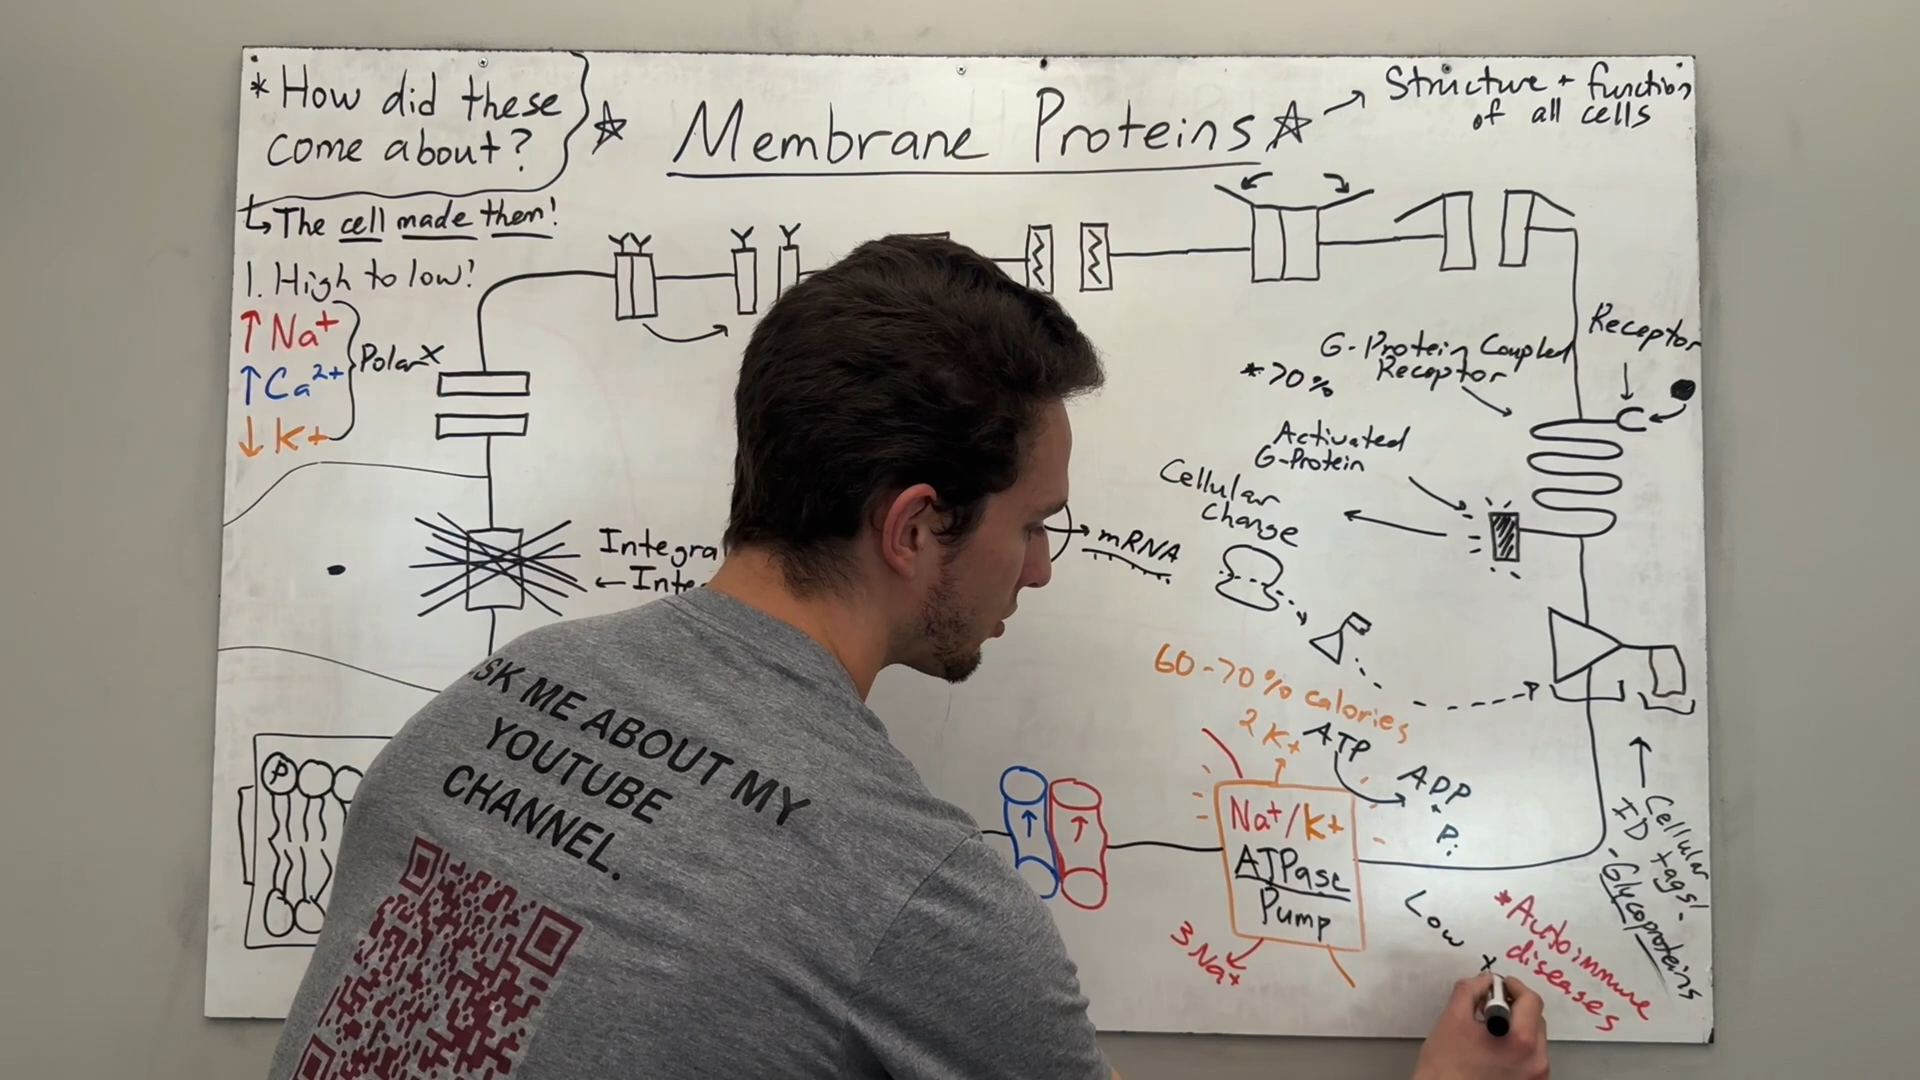 * How did these
come about?
☆ Membrane Proteins ☆
→ Structure + function
of all cells
↳ The cell made them!
1. High to low?
↑ Na+
↑ Ca2+
↓ K+
Polar
Receptor
G-Protein Coupled
Receptor
*70%
Activated
G-Protein
Cellular
Change
mRNA
Integra
← Inte
60-70% calories
2 K+
ATP
ADP
Pi
Na+/K+
ATPase
Pump
3 Na+
Low
*Autoimmune
diseases
Cellular
ID tags!
-Glycoproteins
P
SK ME ABOUT MY
YOUTUBE
CHANNEL.